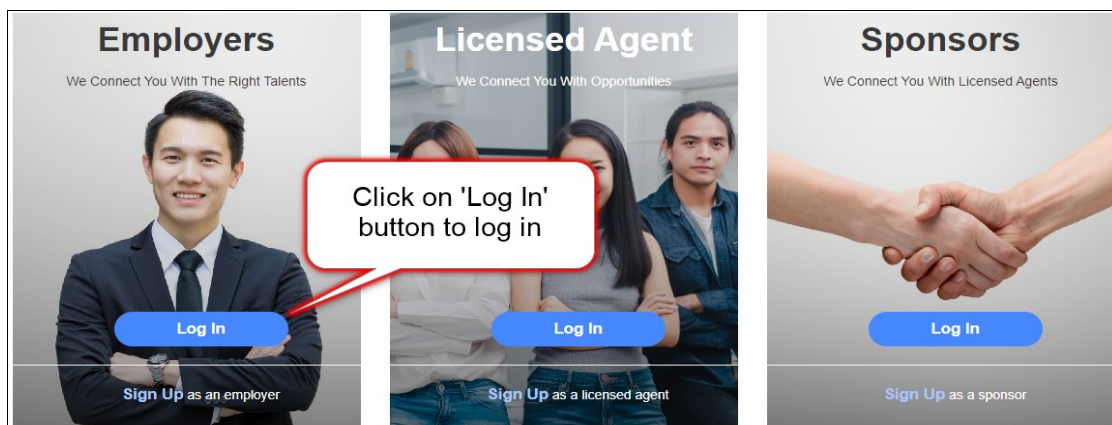 Employers
We Connect You With The Right Talents
Log In
Sign Up as an employer
Licensed Agent
We Connect You With Opportunities
Click on 'Log In'
button to log in
Log In
Sign Up as a licensed agent
Sponsors
We Connect You With Licensed Agents
Log In
Sign Up as a sponsor